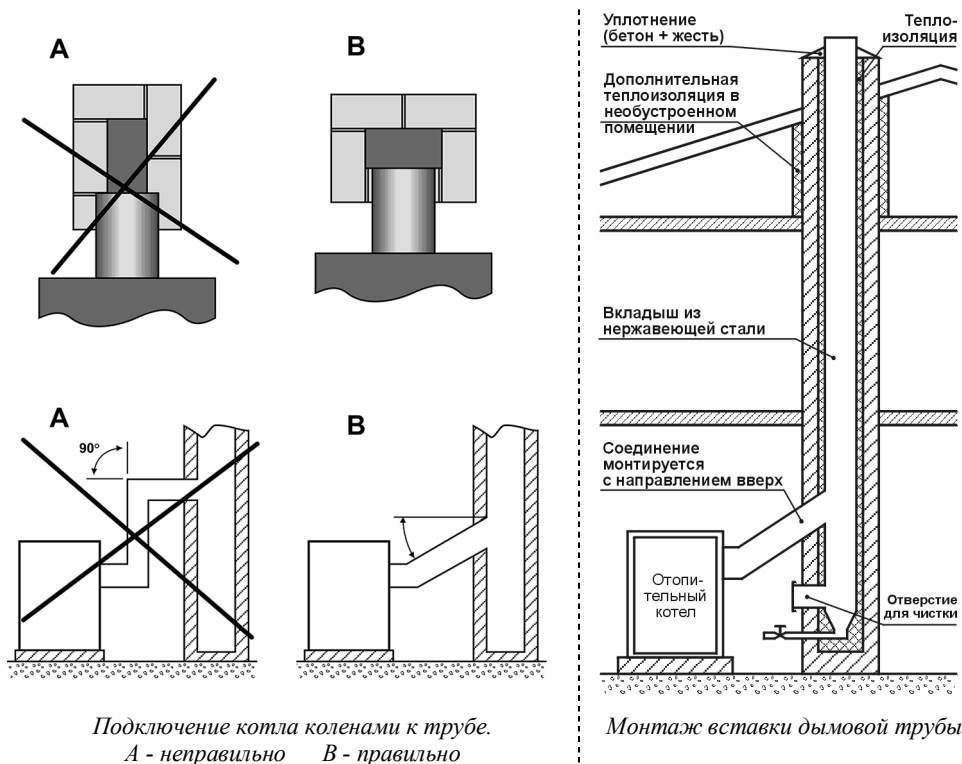 A
B
A
B
90°
Подключение котла коленами к трубе.
А - неправильно В - правильно
Уплотнение
(бетон + жесть)
Тепло-
изоляция
Дополнительная
теплоизоляция в
необустроенном
помещении
Вкладыш из
нержавеющей стали
Соединение
монтируется
с направлением вверх
Отопи-
тельный
котел
Отверстие
для чистки
Монтаж вставки дымовой трубы